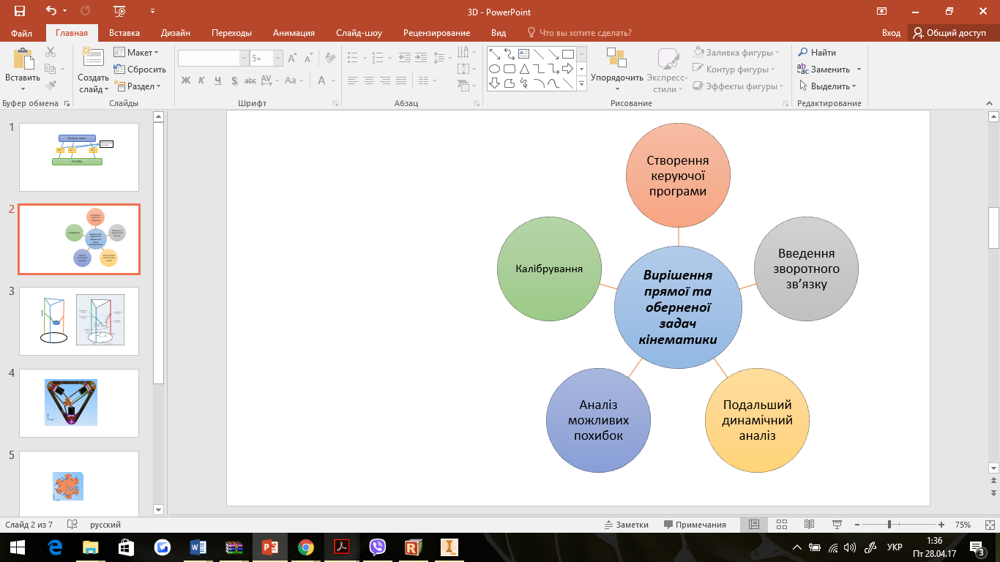 3D - PowerPoint
Файл Главная Вставка Дизайн Переходы Анимация Слайд-шоу Рецензирование Вид Что вы хотите сделать? Вход Общий доступ
Вставить
Создать слайд
Макет
Сбросить
Раздел
5+
Ж К Ч S abc AV Aa A
Упорядочить
Экспресс-стили
Заливка фигуры
Контур фигуры
Эффекты фигуры
Найти
Заменить
Выделить
Буфер обмена Слайды Шрифт Абзац Рисование Редактирование
1
2
3
4
5
Створення
керуючої
програми
Введення
зворотного
зв’язку
Калібрування
Вирішення
прямої та
оберненої
задач
кінематики
Аналіз
можливих
похибок
Подальший
динамічний
аналіз
Слайд 2 из 7 русский Заметки Примечания 75%
УКР
1:36
Пт 28.04.17
3